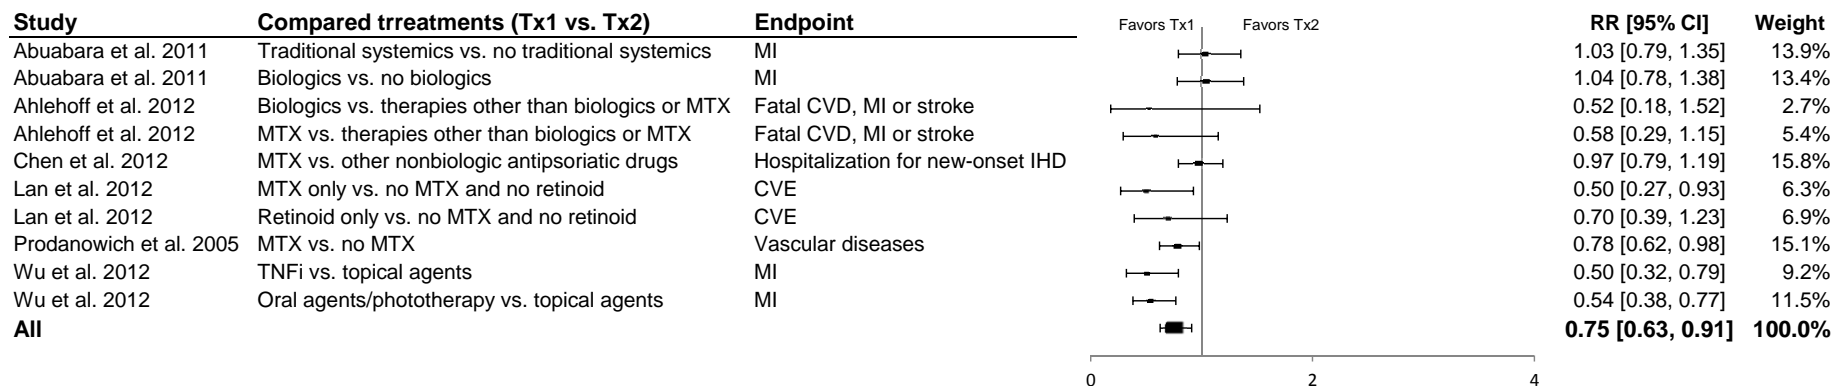 Study Compared trreatments (Tx1 vs. Tx2) Endpoint Favors Tx1 Favors Tx2 RR [95% CI] Weight
Abuabara et al. 2011 Traditional systemics vs. no traditional systemics MI 1.03 [0.79, 1.35] 13.9%
Abuabara et al. 2011 Biologics vs. no biologics MI 1.04 [0.78, 1.38] 13.4%
Ahlehoff et al. 2012 Biologics vs. therapies other than biologics or MTX Fatal CVD, MI or stroke 0.52 [0.18, 1.52] 2.7%
Ahlehoff et al. 2012 MTX vs. therapies other than biologics or MTX Fatal CVD, MI or stroke 0.58 [0.29, 1.15] 5.4%
Chen et al. 2012 MTX vs. other nonbiologic antipsoriatic drugs Hospitalization for new-onset IHD 0.97 [0.79, 1.19] 15.8%
Lan et al. 2012 MTX only vs. no MTX and no retinoid CVE 0.50 [0.27, 0.93] 6.3%
Lan et al. 2012 Retinoid only vs. no MTX and no retinoid CVE 0.70 [0.39, 1.23] 6.9%
Prodanowich et al. 2005 MTX vs. no MTX Vascular diseases 0.78 [0.62, 0.98] 15.1%
Wu et al. 2012 TNFi vs. topical agents MI 0.50 [0.32, 0.79] 9.2%
Wu et al. 2012 Oral agents/phototherapy vs. topical agents MI 0.54 [0.38, 0.77] 11.5%
All 0.75 [0.63, 0.91] 100.0%
0 2 4